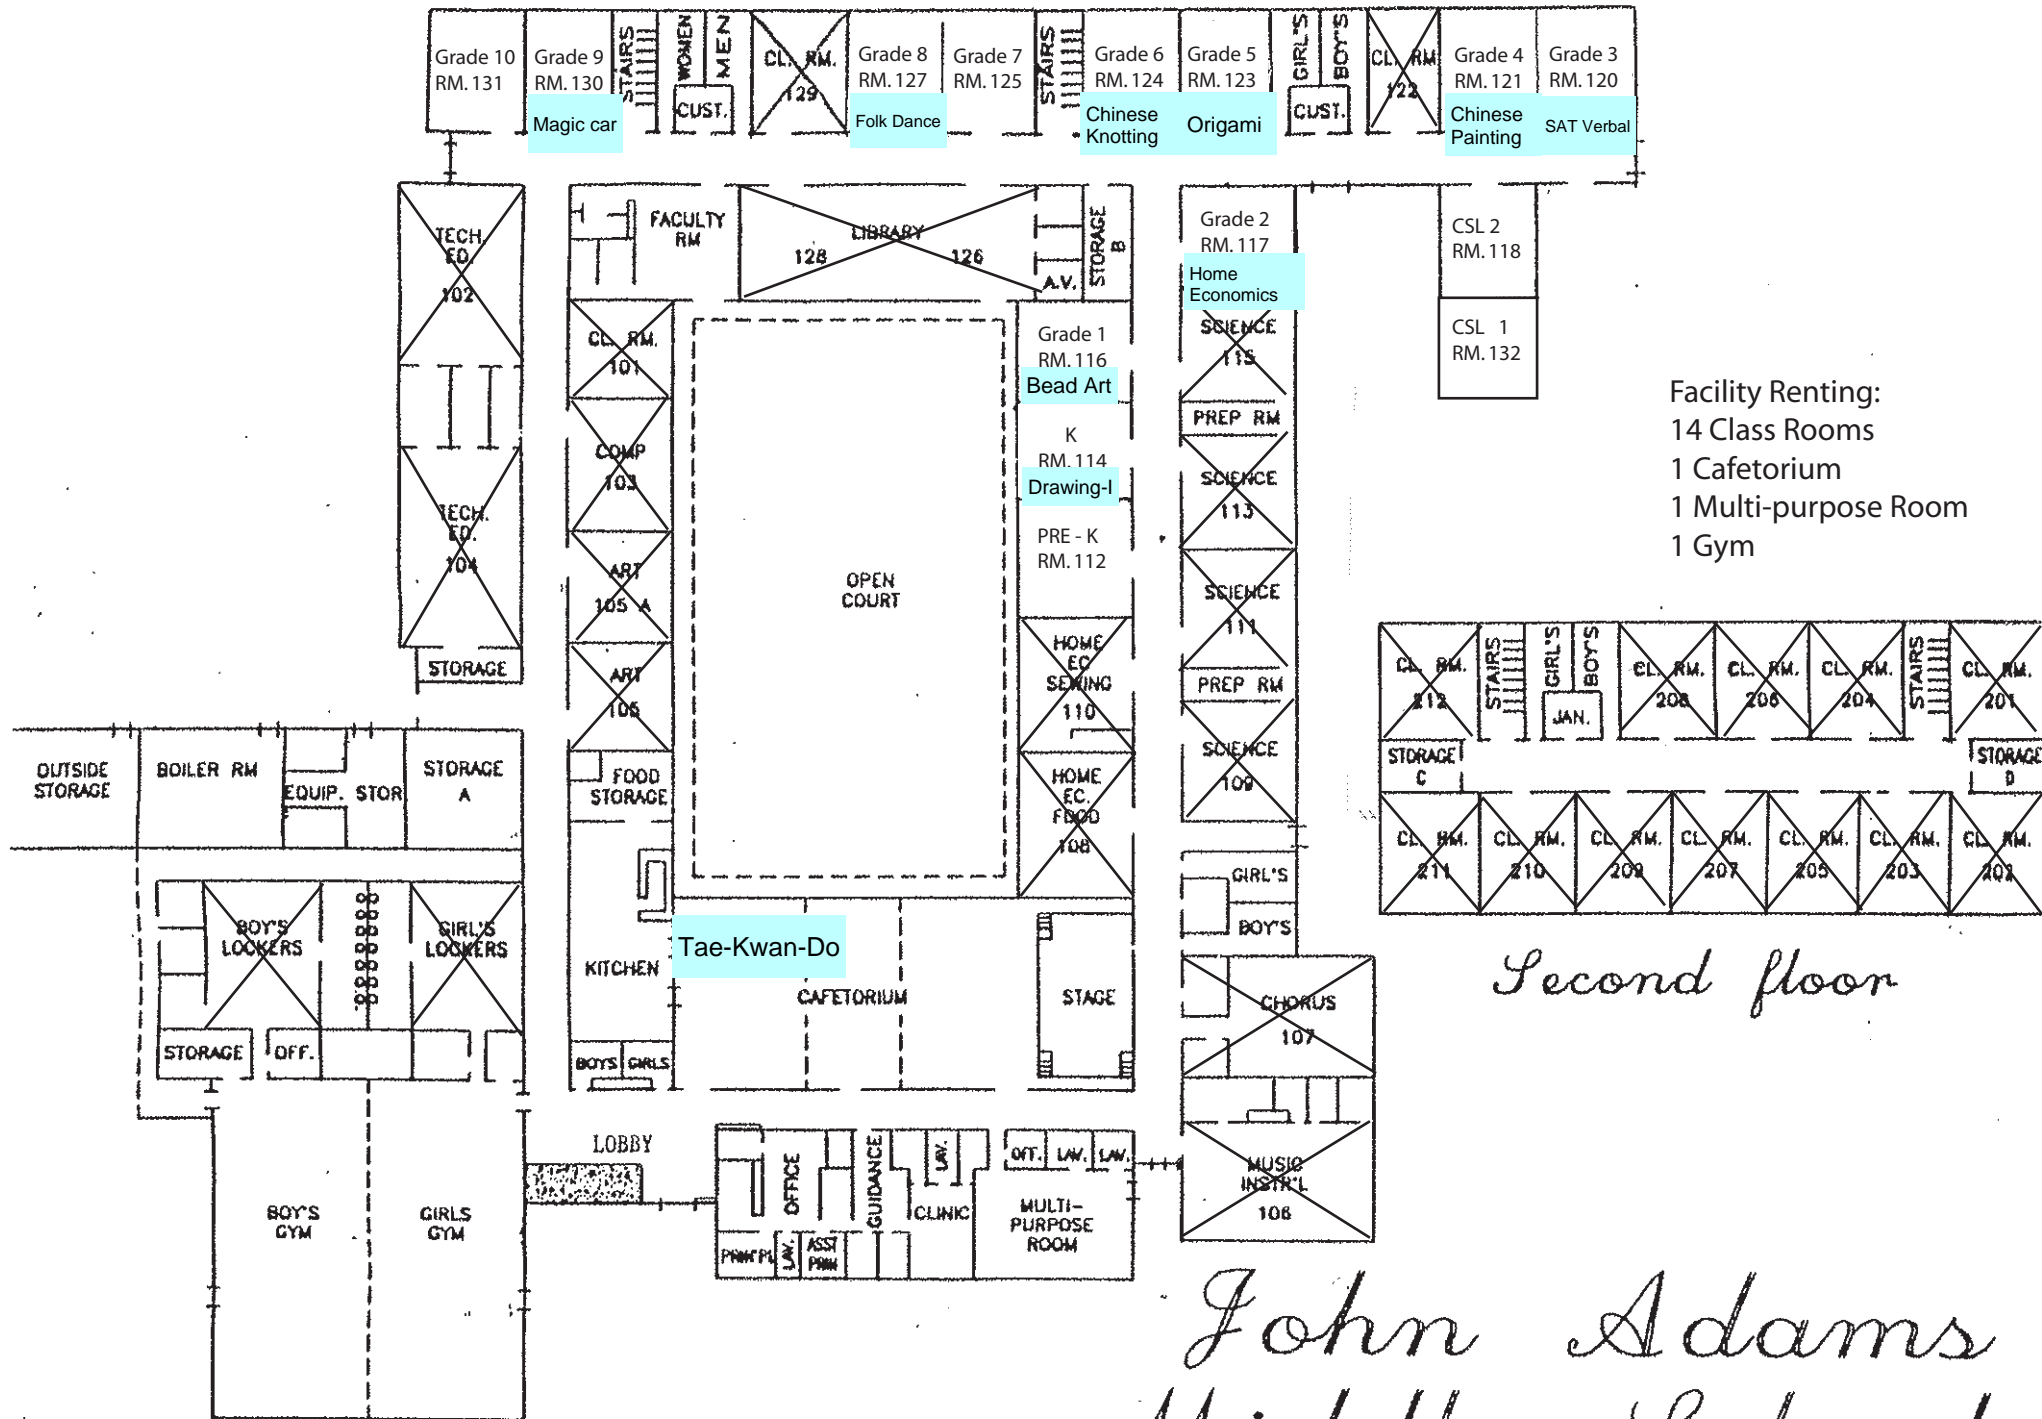 Grade 10
RM. 131
Grade 9
RM. 130
Magic car
STAIRS
WOMEN
MEN
CUST.
CL. RM.
129
Grade 8
RM. 127
Folk Dance
Grade 7
RM. 125
STAIRS
Grade 6
RM. 124
Chinese
Knotting
Grade 5
RM. 123
Origami
GIRL'S
BOY'S
CUST.
CL. RM
122
Grade 4
RM. 121
Chinese
Painting
Grade 3
RM. 120
SAT Verbal
TECH.
ED.
102
FACULTY
RM
LIBRARY
128
126
A.V.
STORAGE
B
Grade 2
RM. 117
Home
Economics
CSL 2
RM. 118
CSL 1
RM. 132
CL. RM.
101
Grade 1
RM. 116
Bead Art
SCIENCE
115
PREP RM
Facility Renting:
14 Class Rooms
1 Cafetorium
1 Multi-purpose Room
1 Gym
COMP
103
K
RM. 114
Drawing-I
SCIENCE
113
TECH.
ED.
104
ART
105 A
OPEN
COURT
PRE - K
RM. 112
SCIENCE
111
STORAGE
ART
105
HOME
EC
SEWING
110
PREP RM
SCIENCE
109
CL. RM.
212
STAIRS
GIRL'S
BOY'S
JAN.
CL. RM.
208
CL. RM.
206
CL. RM.
204
STAIRS
CL. RM.
201
STORAGE
C
STORAGE
D
CL. RM.
211
CL. RM.
210
CL. RM.
209
CL. RM.
207
CL. RM.
205
CL. RM.
203
CL. RM.
202
Second floor
OUTSIDE
STORAGE
BOILER RM
EQUIP. STOR
STORAGE
A
FOOD
STORAGE
HOME
EC.
FOOD
108
GIRL'S
BOY'S
BOY'S
LOCKERS
GIRL'S
LOCKERS
KITCHEN
Tae-Kwan-Do
CAFETORIUM
STAGE
CHORUS
107
STORAGE
OFF.
BOYS
GIRLS
LOBBY
OFFICE
GUIDANCE
LAV.
CLINIC
OFF.
LAV.
LAV.
MULTI-
PURPOSE
ROOM
LAV.
ASST
PRIN
MUSIC
INSTR'L
106
BOY'S
GYM
GIRLS
GYM
John Adams